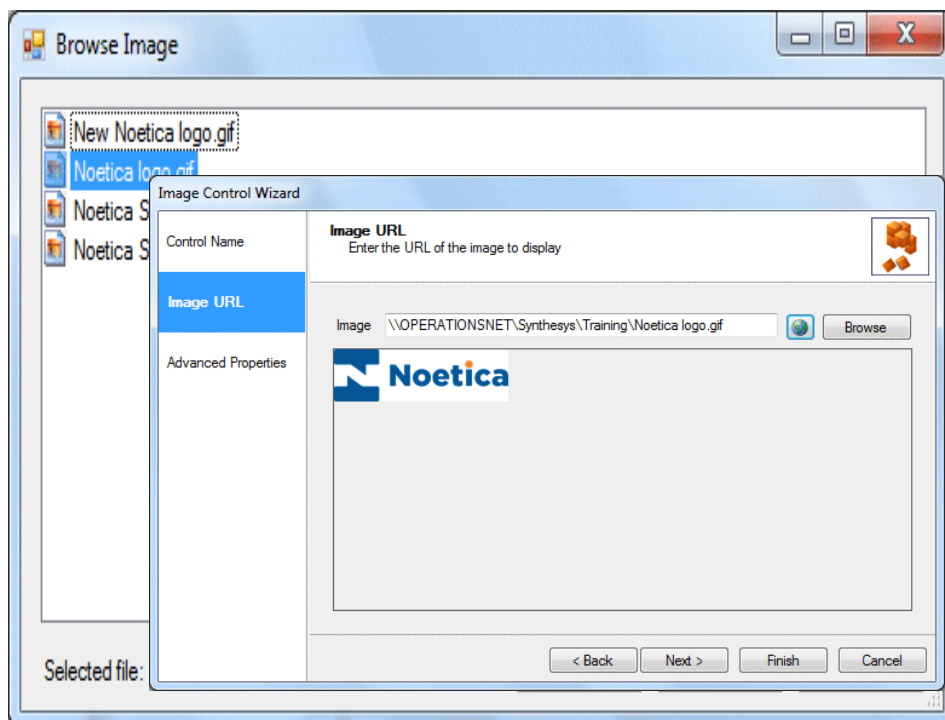 Browse Image
New Noetica logo.gif
Noetica logo.gif
Noetica S
Noetica S
Selected file:
Image Control Wizard
Control Name
Image URL
Advanced Properties
Image URL
Enter the URL of the image to display
Image \\OPERATIONSNET\Synthesys\Training\Noetica logo.gif Browse
Noetica
< Back Next > Finish Cancel